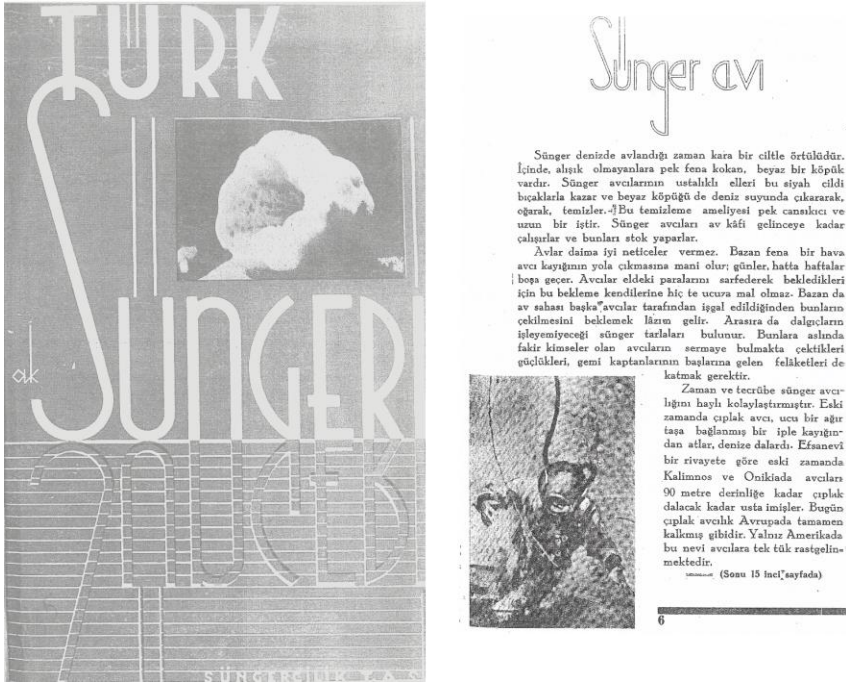 TÜRK
SÜNGER
ak
SÜNGERCİLİK T.A.S
Sünger avı
Sünger denizde avlandığı zaman kara bir ciltle örtülüdür.
İçinde, alışık olmayanlara pek fena kokan, beyaz bir köpük
vardır. Sünger avcılarının ustalıklı elleri bu siyah cildi
bıçaklarla kazar ve beyaz köpüğü de deniz suyunda çıkararak,
oğarak, temizler. Bu temizleme ameliyesi pek cansıkıcı ve
uzun bir iştir. Sünger avcıları av kâfi gelinceye kadar
çalışırlar ve bunları stok yaparlar.
Avlar daima iyi neticeler vermez. Bazan fena bir hava
avcı kayığının yola çıkmasına mani olur; günler, hatta haftalar
boşa geçer. Avcılar eldeki paralarını sarfederek bekledikleri
için bu bekleme kendilerine hiç te ucuza mal olmaz. Bazan da
av sahası başka avcılar tarafından işgal edildiğinden bunların
çekilmesini beklemek lâzım gelir. Arasıra da dalgıçların
işleyemiyeceği sünger tarlaları bulunur. Bunlara aslında
fakir kimseler olan avcıların sermaye bulmakta çektikleri
güçlükleri, gemi kaptanlarının başlarına gelen felâketleri de
katmak gerektir.
Zaman ve tecrübe sünger avcı-
lığını haylı kolaylaştırmıştır. Eski
zamanda çıplak avcı, ucu bir ağır
taşa bağlanmış bir iple kayığın-
dan atlar, denize dalardı. Efsanevî
bir rivayete göre eski zamanda
Kalimnos ve Onikiada avcıları
90 metre derinliğe kadar çıplak
dalacak kadar usta imişler. Bugün
çıplak avcılık Avrupada tamamen
kalkmış gibidir. Yalnız Amerikada
bu nevi avcılara tek tük rastgelin=
mektedir.
(Sonu 15 inci sayfada)
6